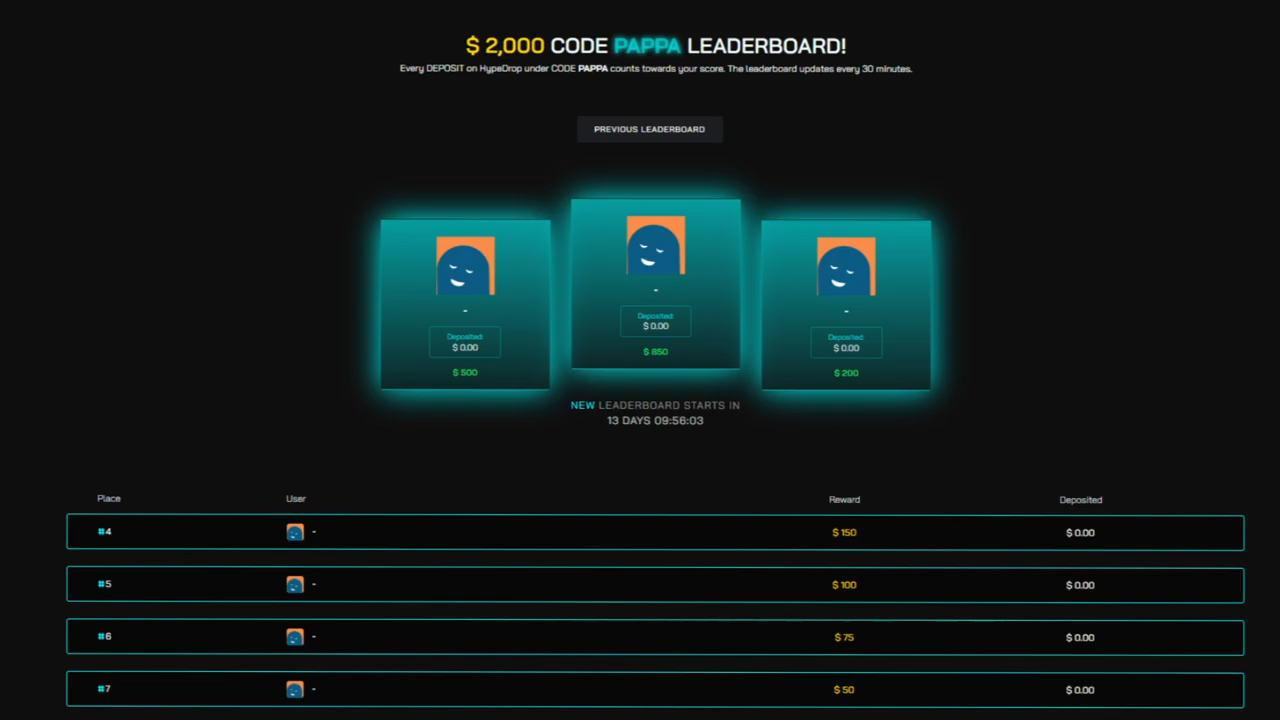 $ 2,000 CODE PAPPA LEADERBOARD!
Every DEPOSIT on HypeDrop under CODE PAPPA counts towards your score. The leaderboard updates every 30 minutes.
PREVIOUS LEADERBOARD
-
Deposited:
$ 0.00
$ 500
-
Deposited:
$ 0.00
$ 850
-
Deposited:
$ 0.00
$ 200
NEW LEADERBOARD STARTS IN
13 DAYS 09:56:03
Place User Reward Deposited
#4 - $ 150 $ 0.00
#5 - $ 100 $ 0.00
#6 - $ 75 $ 0.00
#7 - $ 50 $ 0.00